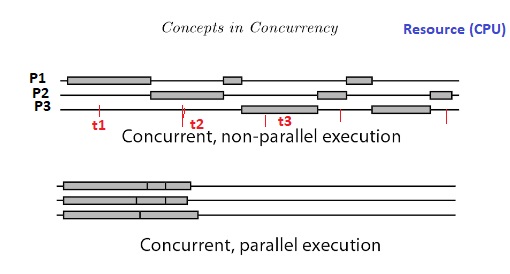 Concepts in Concurrency
Resource (CPU)
P1
P2
P3
t1
t2
t3
Concurrent, non-parallel execution
Concurrent, parallel execution